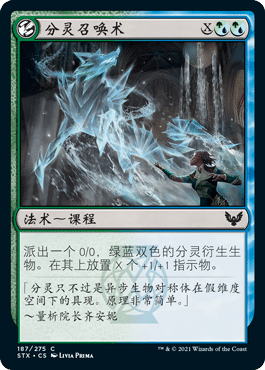 分灵召唤术 X
法术～课程
派出一个 0/0，绿蓝双色的分灵衍生生
物。在其上放置 X 个 +1/+1 指示物。
「分灵只不过是异步生物对称体在假维度
空间下的具现。原理非常简单。」
～量析院长齐安妮
187/275 C
STX • CS LIVIA PRIMA
™ & © 2021 Wizards of the Coast